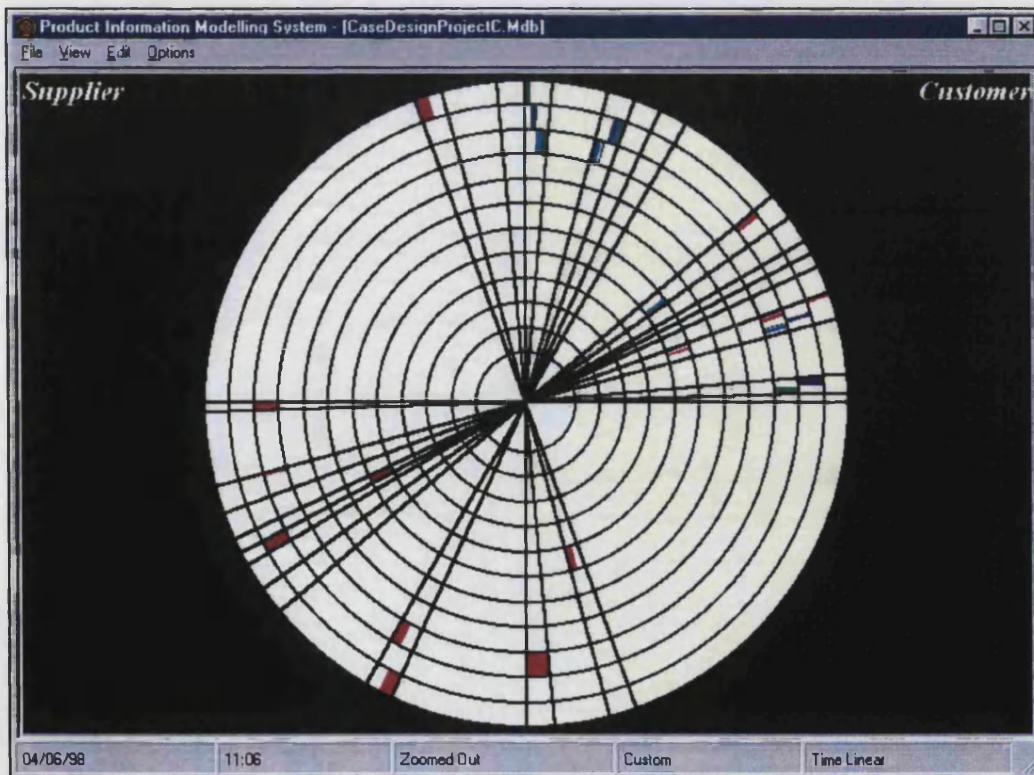 Product Information Modelling System - [CaseDesignProjectC.Mdb]
File View Edit Options
Supplier Customer
04/06/98 11:06 Zoomed Out Custom Time Linear